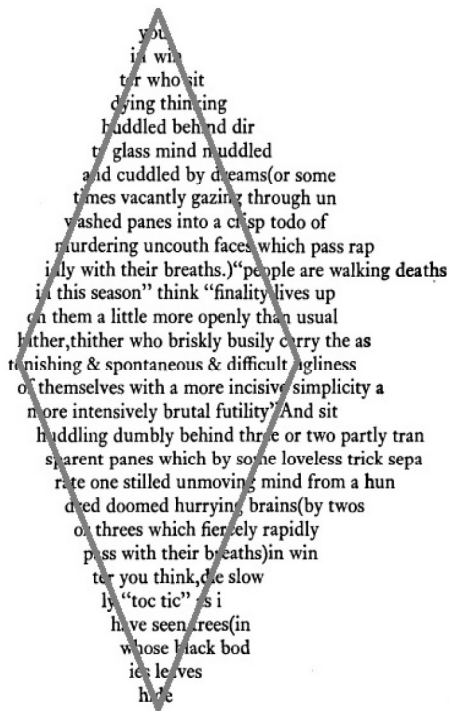 you
in win
ter who sit
dying thinking
huddled behind dir
ty glass mind muddled
and cuddled by dreams(or some
times vacantly gazing through un
washed panes into a crisp todo of
murdering uncouth faces which pass rap
idly with their breaths.)“people are walking deaths
in this season” think “finality lives up
on them a little more openly than usual
hither,thither who briskly busily carry the as
tonishing & spontaneous & difficult ugliness
of themselves with a more incisive simplicity a
more intensively brutal futility”And sit
huddling dumbly behind three or two partly tran
sparent panes which by some loveless trick sepa
rate one stilled unmoving mind from a hun
dred doomed hurrying brains(by twos
or threes which fiercely rapidly
pass with their breaths)in win
ter you think,die slow
ly “toc tic” as i
have seen trees(in
whose black bod
ies leaves
hide